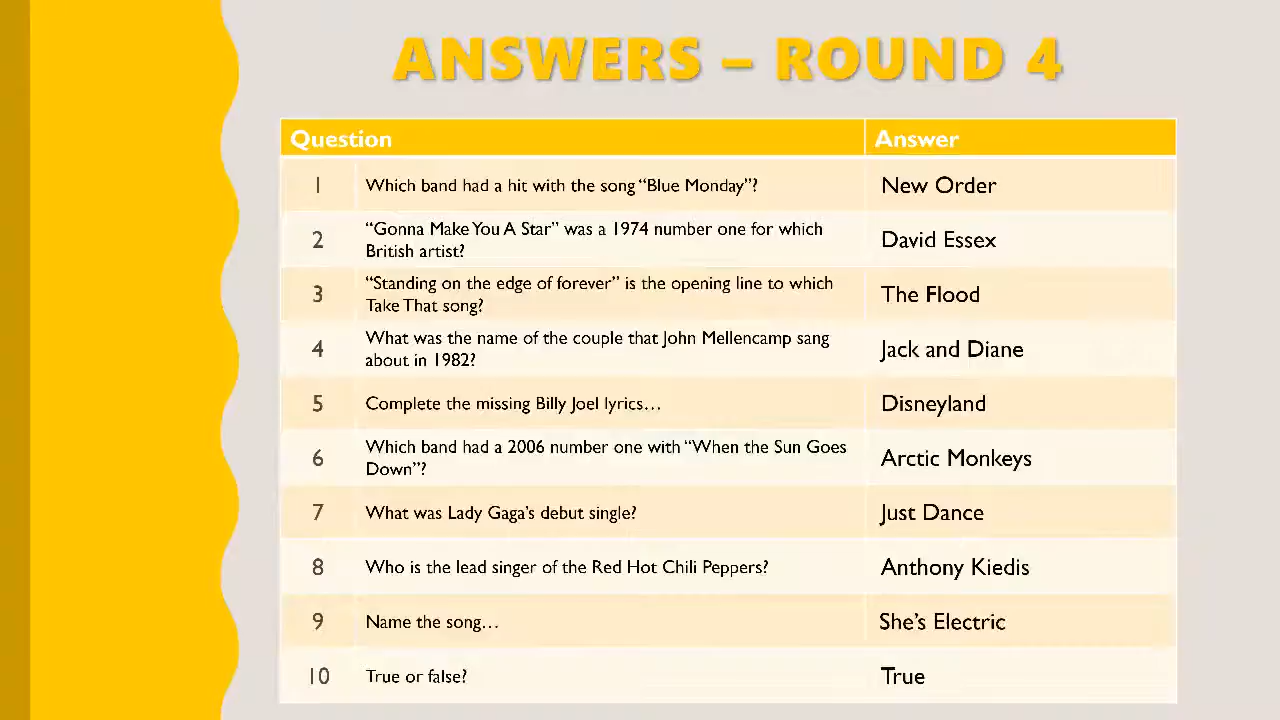 ANSWERS – ROUND 4
Question Answer
1 Which band had a hit with the song “Blue Monday”? New Order
2 “Gonna Make You A Star” was a 1974 number one for which
British artist? David Essex
3 “Standing on the edge of forever” is the opening line to which
Take That song? The Flood
4 What was the name of the couple that John Mellencamp sang
about in 1982? Jack and Diane
5 Complete the missing Billy Joel lyrics… Disneyland
6 Which band had a 2006 number one with “When the Sun Goes
Down”? Arctic Monkeys
7 What was Lady Gaga’s debut single? Just Dance
8 Who is the lead singer of the Red Hot Chili Peppers? Anthony Kiedis
9 Name the song… She’s Electric
10 True or false? True